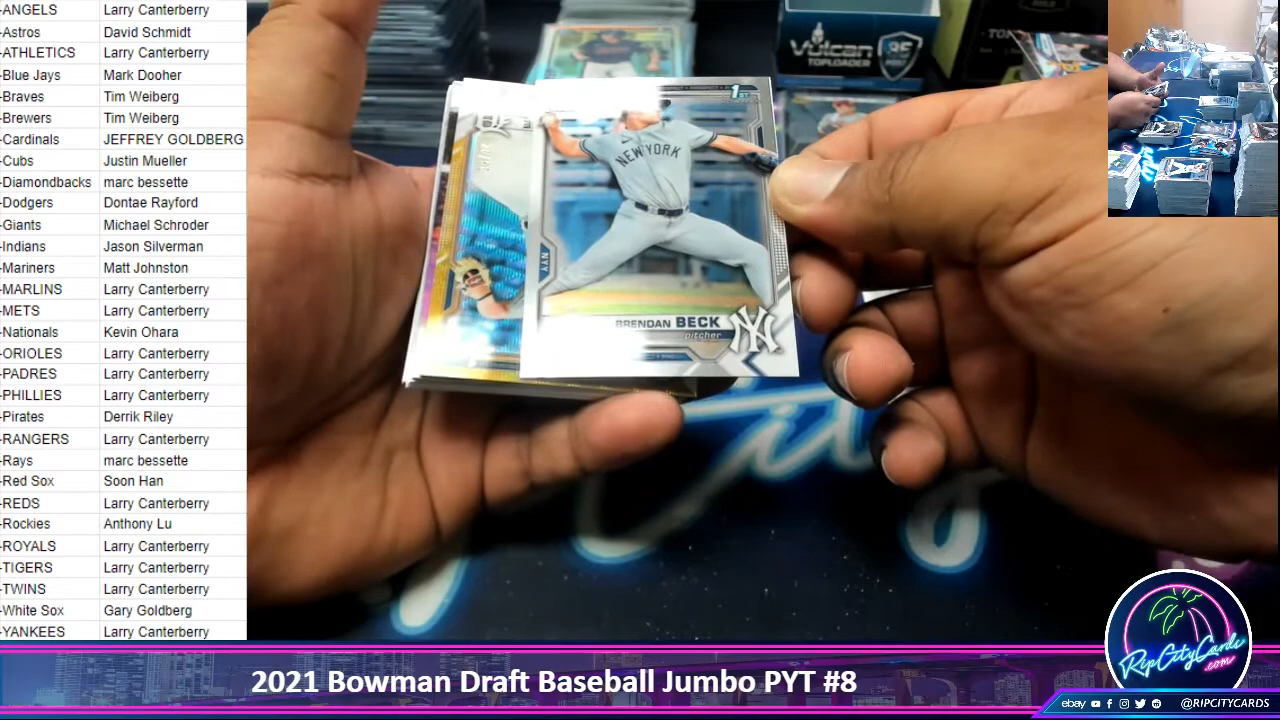 -ANGELS Larry Canterberry
-Astros David Schmidt
-ATHLETICS Larry Canterberry
-Blue Jays Mark Dooher
-Braves Tim Weiberg
-Brewers Tim Weiberg
-Cardinals JEFFREY GOLDBERG
-Cubs Justin Mueller
-Diamondbacks marc bessette
-Dodgers Dontae Rayford
-Giants Michael Schroder
-Indians Jason Silverman
-Mariners Matt Johnston
-MARLINS Larry Canterberry
-METS Larry Canterberry
-Nationals Kevin Ohara
-ORIOLES Larry Canterberry
-PADRES Larry Canterberry
-PHILLIES Larry Canterberry
-Pirates Derrik Riley
-RANGERS Larry Canterberry
-Rays marc bessette
-Red Sox Soon Han
-REDS Larry Canterberry
-Rockies Anthony Lu
-ROYALS Larry Canterberry
-TIGERS Larry Canterberry
-TWINS Larry Canterberry
-White Sox Gary Goldberg
-YANKEES Larry Canterberry
Vulcan
TOPLOADER
1ST
NEW YORK
NYY
BRENDAN BECK
pitcher
NY
2021 Bowman Draft Baseball Jumbo PYT #8
RipCityCards
.com
ebay @RIPCITYCARDS